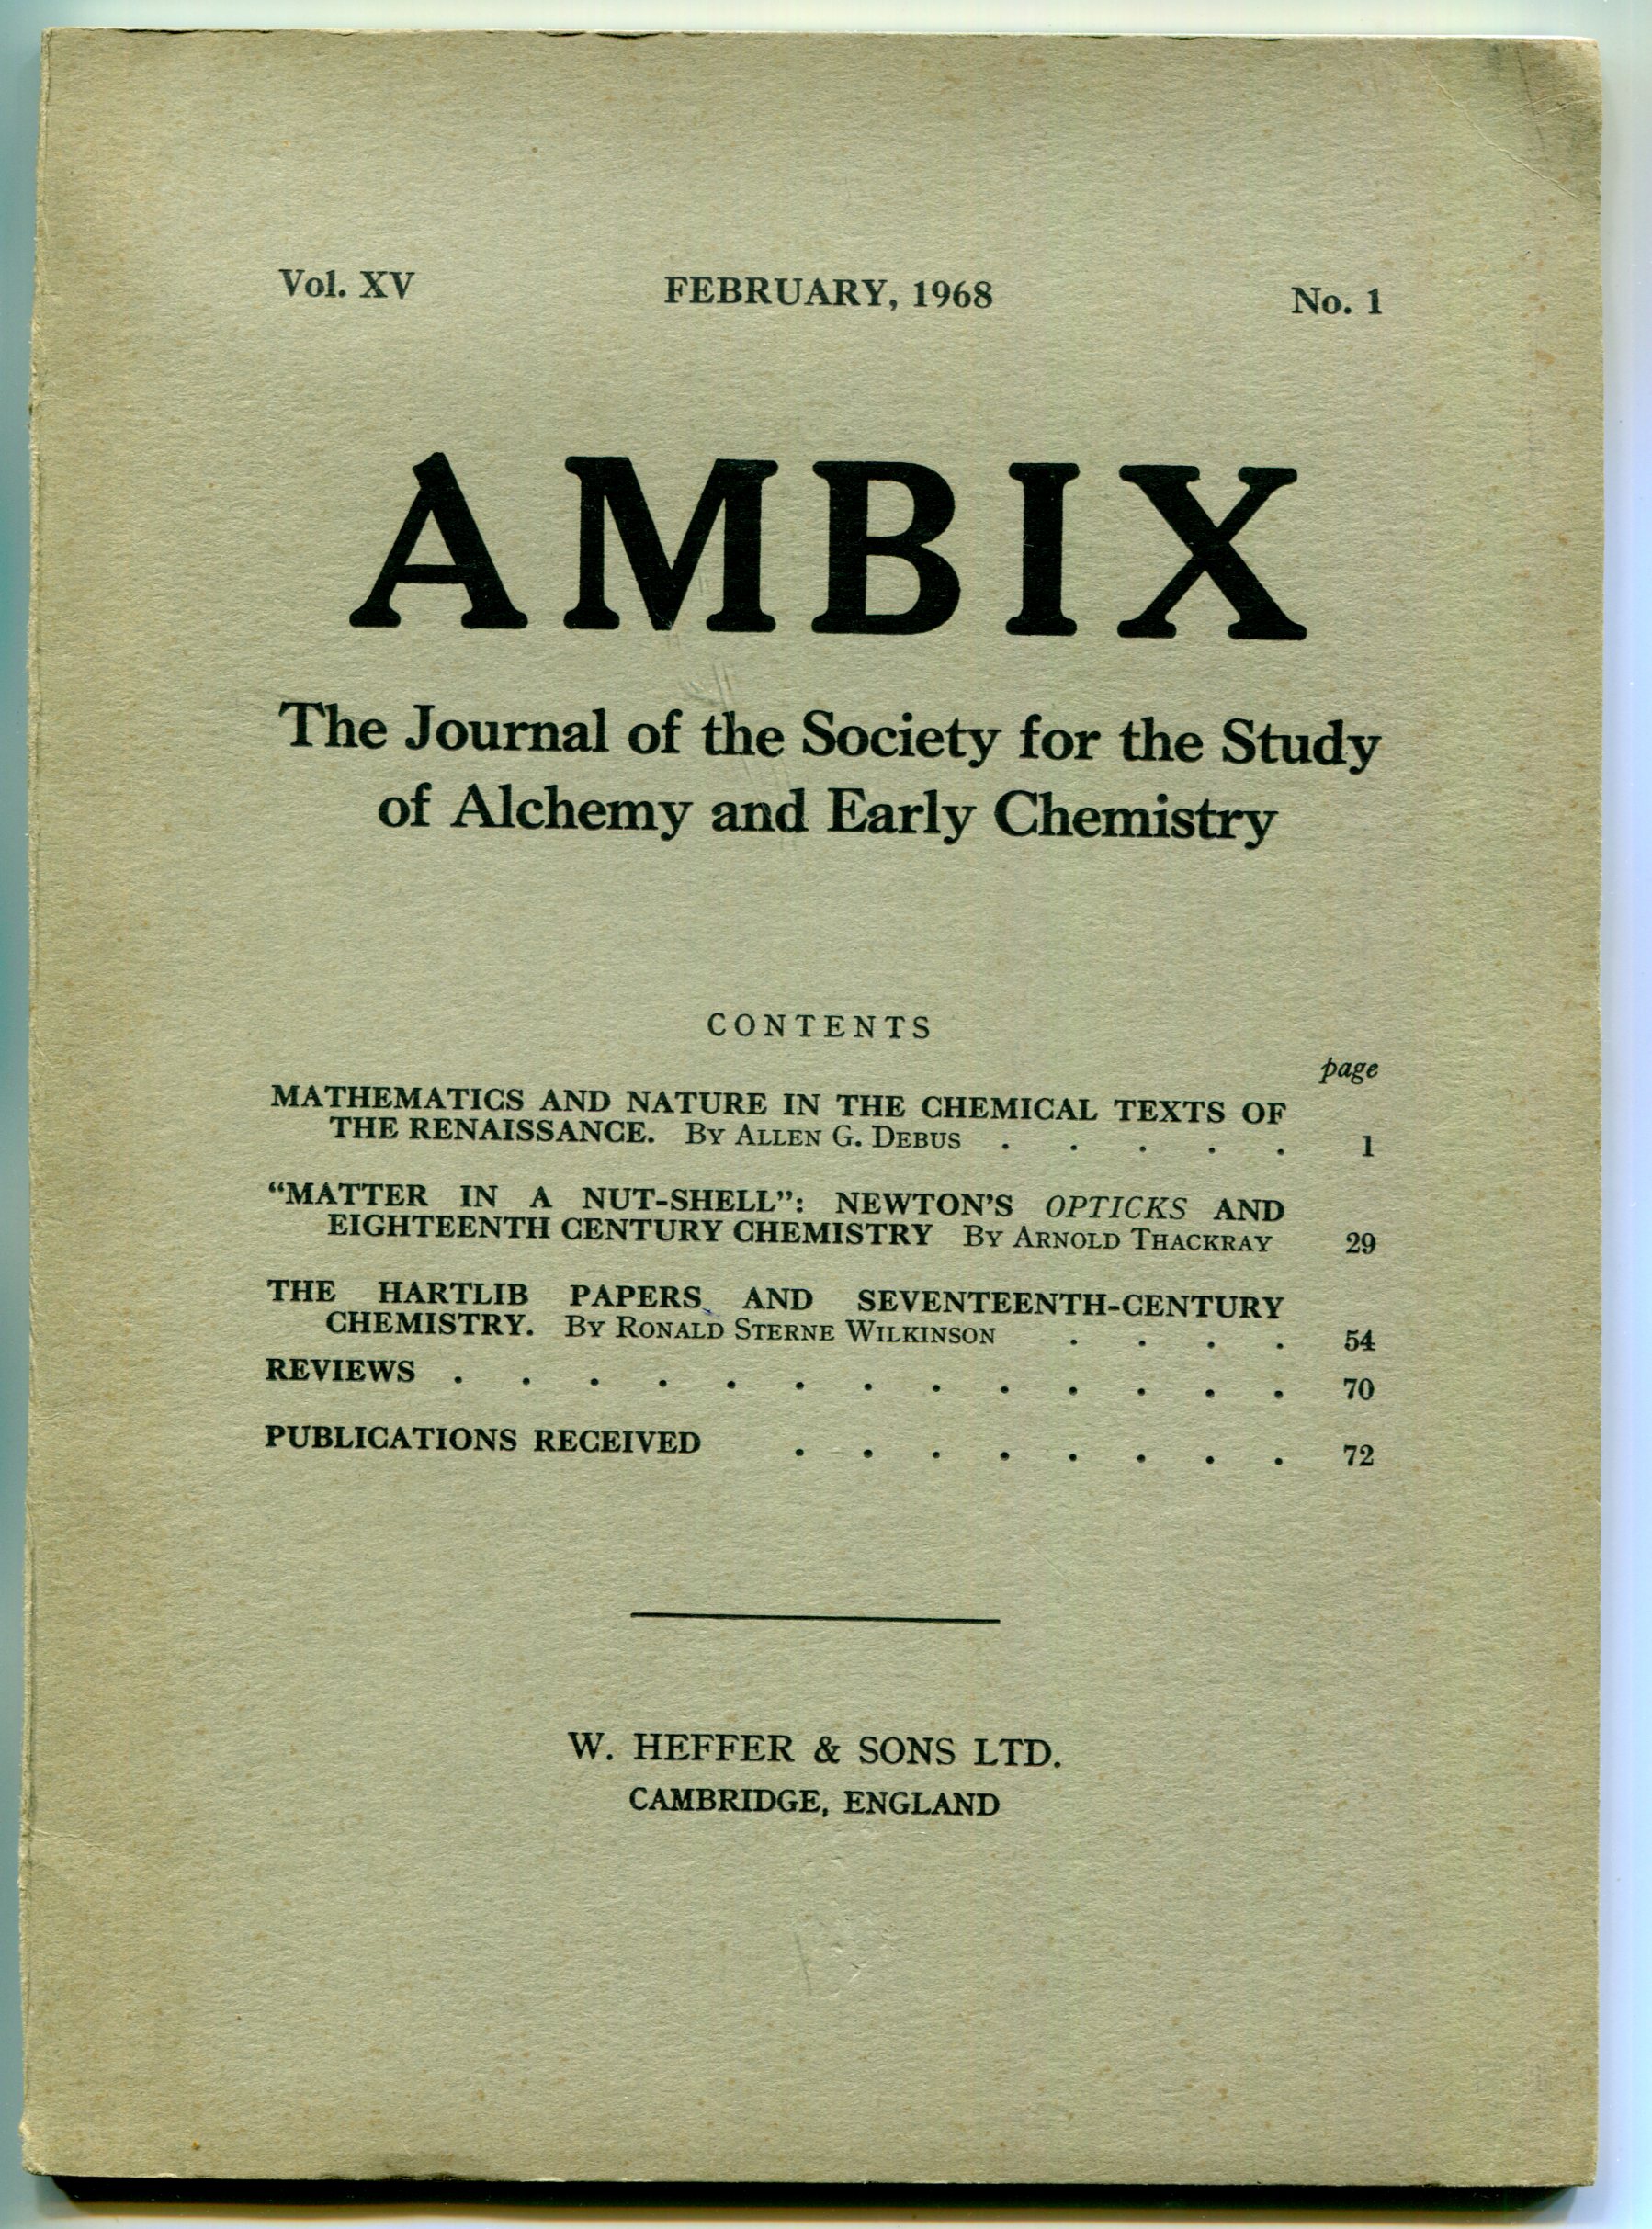 Vol. XV FEBRUARY, 1968 No. 1
AMBIX
The Journal of the Society for the Study
of Alchemy and Early Chemistry
CONTENTS
page
MATHEMATICS AND NATURE IN THE CHEMICAL TEXTS OF
THE RENAISSANCE. By Allen G. Debus . . . . . 1
“MATTER IN A NUT-SHELL”: NEWTON’S OPTICKS AND
EIGHTEENTH CENTURY CHEMISTRY By Arnold Thackray 29
THE HARTLIB PAPERS AND SEVENTEENTH-CENTURY
CHEMISTRY. By Ronald Sterne Wilkinson . . . . 54
REVIEWS . . . . . . . . . . . . . 70
PUBLICATIONS RECEIVED . . . . . . . . 72
W. HEFFER & SONS LTD.
CAMBRIDGE, ENGLAND